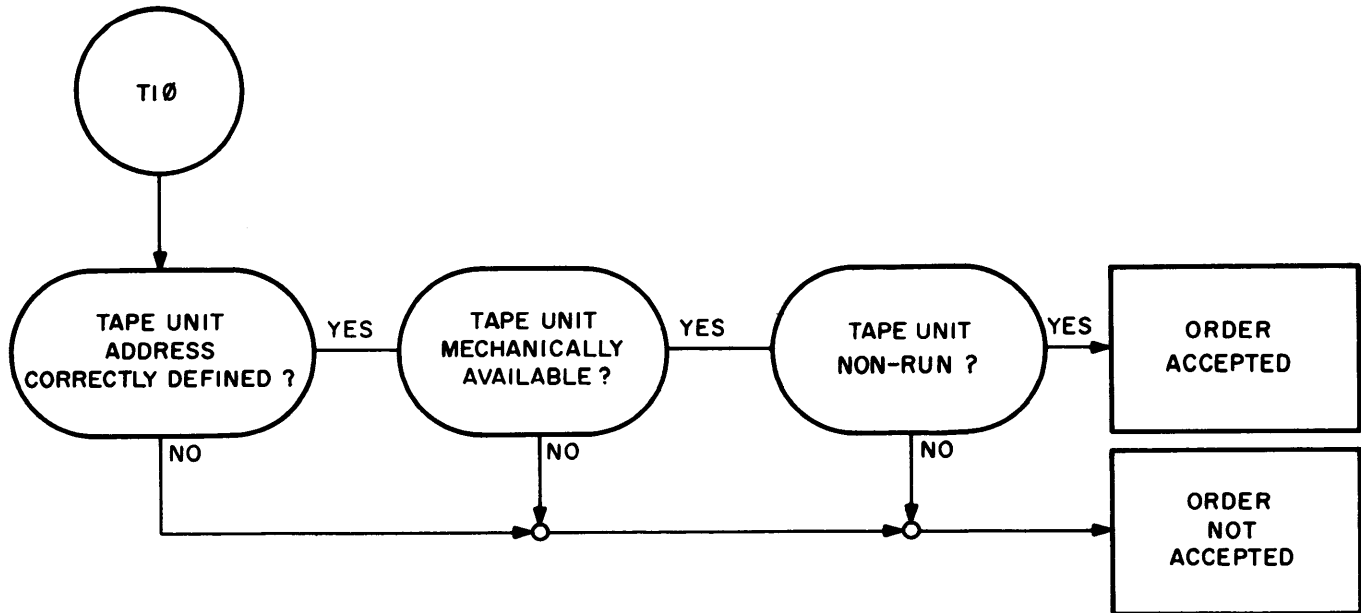 TIØ
TAPE UNIT
ADDRESS
CORRECTLY DEFINED ?
YES
NO
TAPE UNIT
MECHANICALLY
AVAILABLE ?
YES
NO
TAPE UNIT
NON-RUN ?
YES
NO
ORDER
ACCEPTED
ORDER
NOT
ACCEPTED